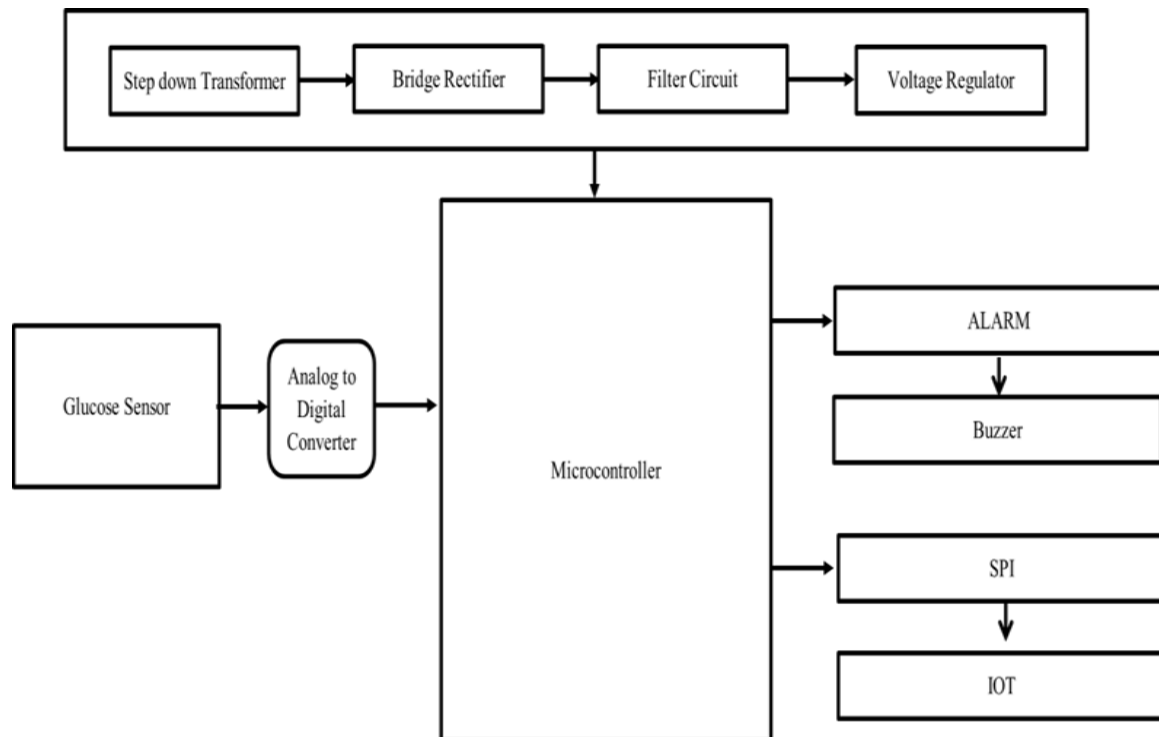 Step down Transformer
Bridge Rectifier
Filter Circuit
Voltage Regulator
Glucose Sensor
Analog to
Digital
Converter
Microcontroller
ALARM
Buzzer
SPI
IOT